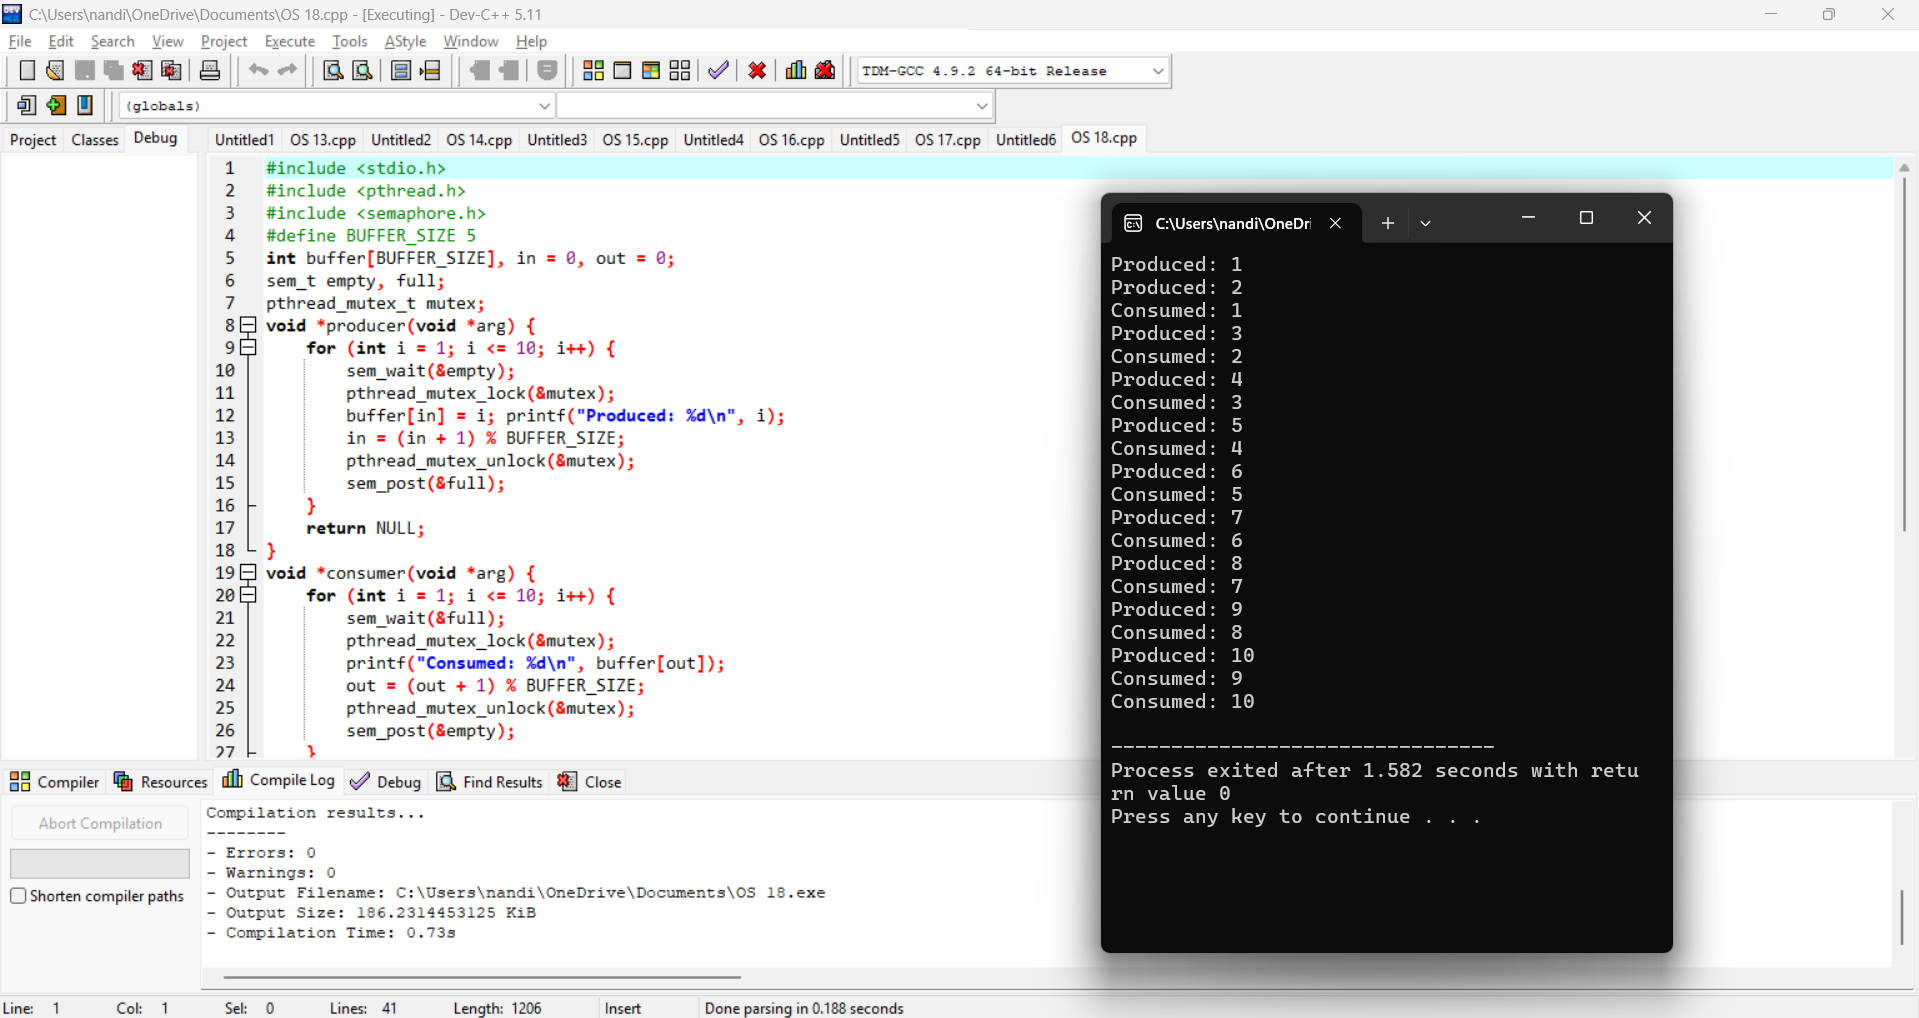 C:\Users\nandi\OneDrive\Documents\OS 18.cpp - [Executing] - Dev-C++ 5.11
File Edit Search View Project Execute Tools AStyle Window Help
TDM-GCC 4.9.2 64-bit Release
(globals)
Project Classes Debug
Untitled1 OS 13.cpp Untitled2 OS 14.cpp Untitled3 OS 15.cpp Untitled4 OS 16.cpp Untitled5 OS 17.cpp Untitled6 OS 18.cpp
1 #include <stdio.h>
2 #include <pthread.h>
3 #include <semaphore.h>
4 #define BUFFER_SIZE 5
5 int buffer[BUFFER_SIZE], in = 0, out = 0;
6 sem_t empty, full;
7 pthread_mutex_t mutex;
8 void *producer(void *arg) {
9 for (int i = 1; i <= 10; i++) {
10 sem_wait(&empty);
11 pthread_mutex_lock(&mutex);
12 buffer[in] = i; printf("Produced: %d\n", i);
13 in = (in + 1) % BUFFER_SIZE;
14 pthread_mutex_unlock(&mutex);
15 sem_post(&full);
16 }
17 return NULL;
18 }
19 void *consumer(void *arg) {
20 for (int i = 1; i <= 10; i++) {
21 sem_wait(&full);
22 pthread_mutex_lock(&mutex);
23 printf("Consumed: %d\n", buffer[out]);
24 out = (out + 1) % BUFFER_SIZE;
25 pthread_mutex_unlock(&mutex);
26 sem_post(&empty);
27 }
C:\Users\nandi\OneDri
Produced: 1
Produced: 2
Consumed: 1
Produced: 3
Consumed: 2
Produced: 4
Consumed: 3
Produced: 5
Consumed: 4
Produced: 6
Consumed: 5
Produced: 7
Consumed: 6
Produced: 8
Consumed: 7
Produced: 9
Consumed: 8
Produced: 10
Consumed: 9
Consumed: 10
--------------------------------
Process exited after 1.582 seconds with retu
rn value 0
Press any key to continue . . .
Compiler Resources Compile Log Debug Find Results Close
Abort Compilation
Shorten compiler paths
Compilation results...
--------
- Errors: 0
- Warnings: 0
- Output Filename: C:\Users\nandi\OneDrive\Documents\OS 18.exe
- Output Size: 186.2314453125 KiB
- Compilation Time: 0.73s
Line: 1 Col: 1 Sel: 0 Lines: 41 Length: 1206 Insert Done parsing in 0.188 seconds